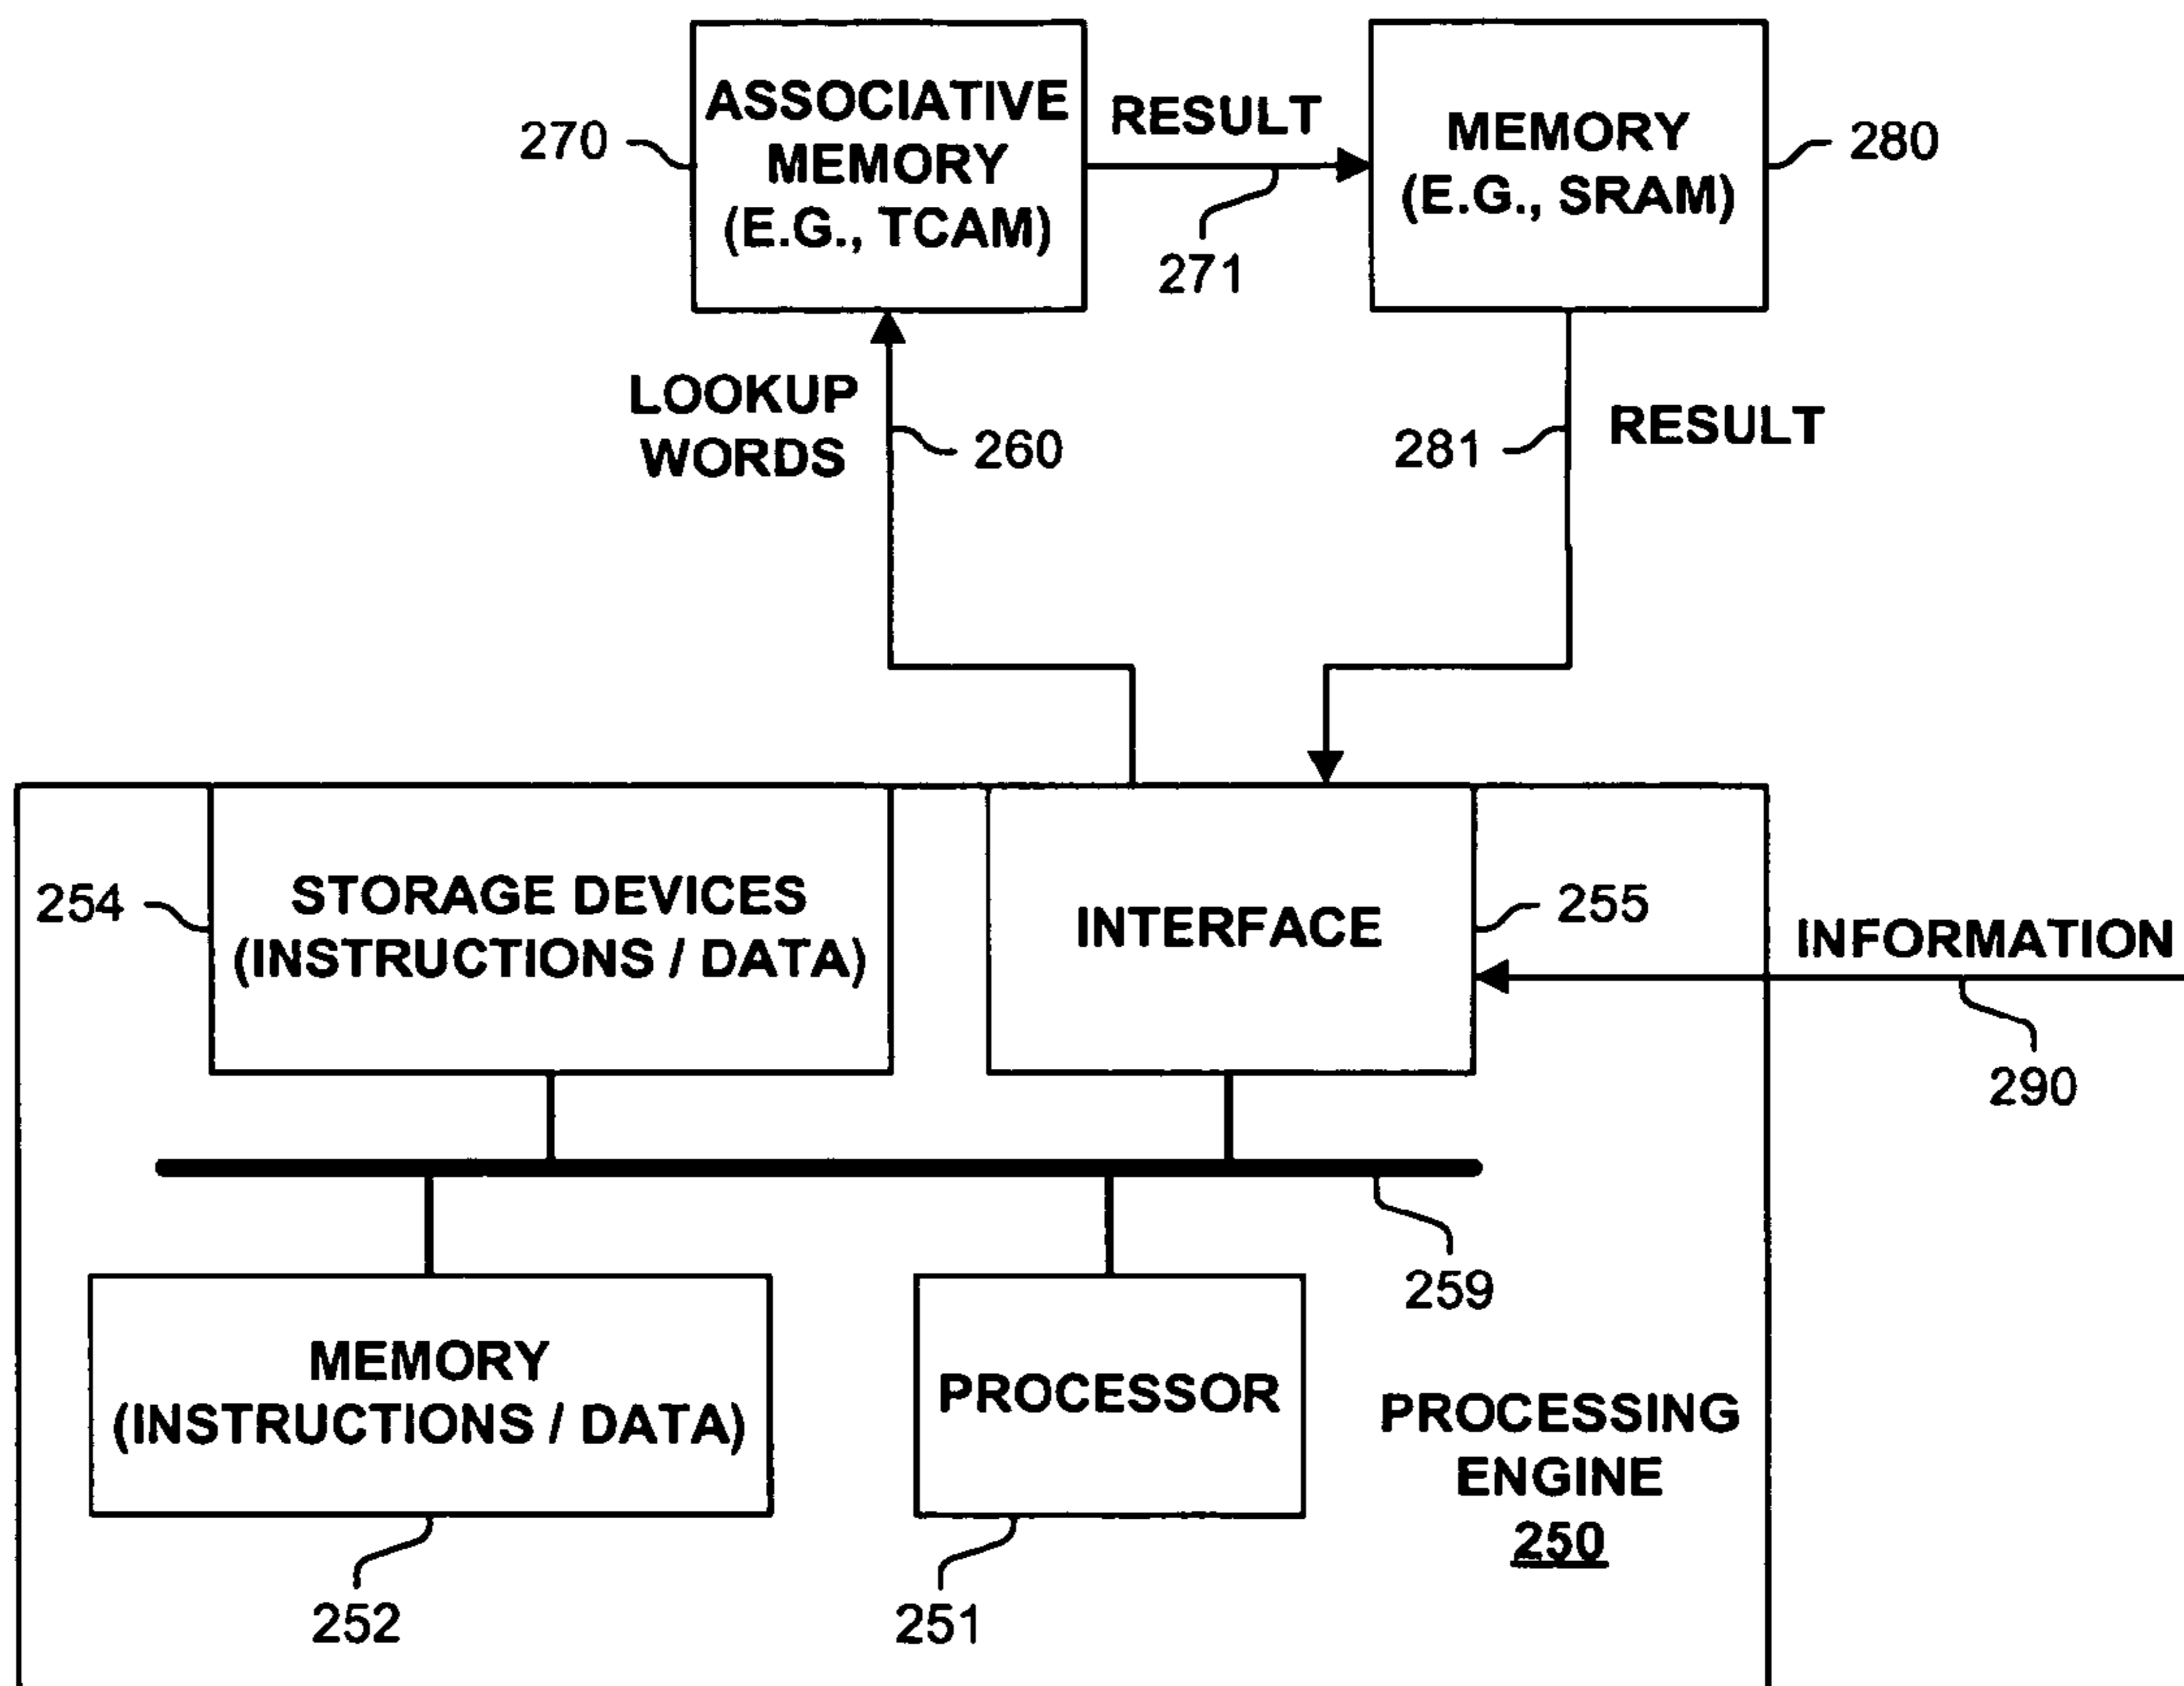 ASSOCIATIVE
MEMORY
(E.G., TCAM)
270
RESULT
271
MEMORY
(E.G., SRAM)
280
LOOKUP
WORDS
260
281
RESULT
254
STORAGE DEVICES
(INSTRUCTIONS / DATA)
INTERFACE
255
INFORMATION
290
259
MEMORY
(INSTRUCTIONS / DATA)
252
PROCESSOR
251
PROCESSING
ENGINE
250